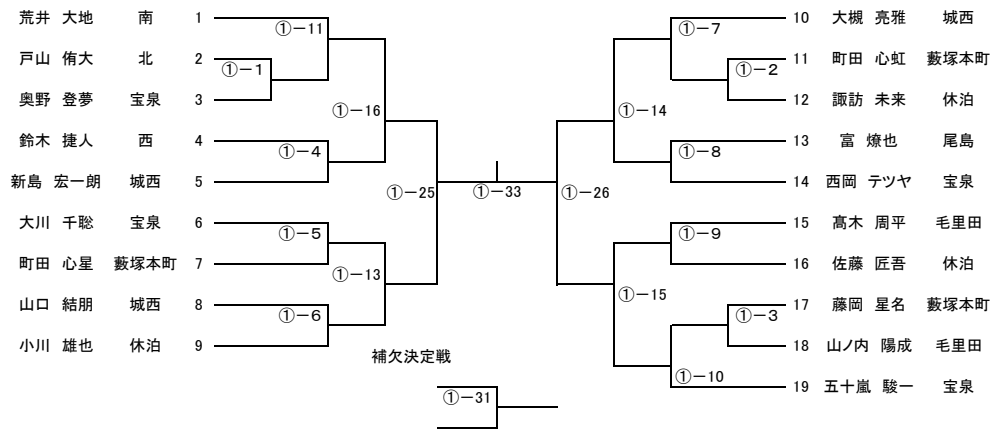 荒井 大地 南 1
戸山 侑大 北 2
奥野 登夢 宝泉 3
鈴木 捷人 西 4
新島 宏一朗 城西 5
大川 千聡 宝泉 6
町田 心星 藪塚本町 7
山口 結朋 城西 8
小川 雄也 休泊 9
①－11
①－1
①－16
①－4
①－25
①－5
①－13
①－6
①－33
補欠決定戦
①－31
①－7
①－2
①－14
①－8
①－26
①－9
①－15
①－3
①－10
10 大槻 亮雅 城西
11 町田 心虹 藪塚本町
12 諏訪 未来 休泊
13 富 燎也 尾島
14 西岡 テツヤ 宝泉
15 髙木 周平 毛里田
16 佐藤 匠吾 休泊
17 藤岡 星名 藪塚本町
18 山ノ内 陽成 毛里田
19 五十嵐 駿一 宝泉